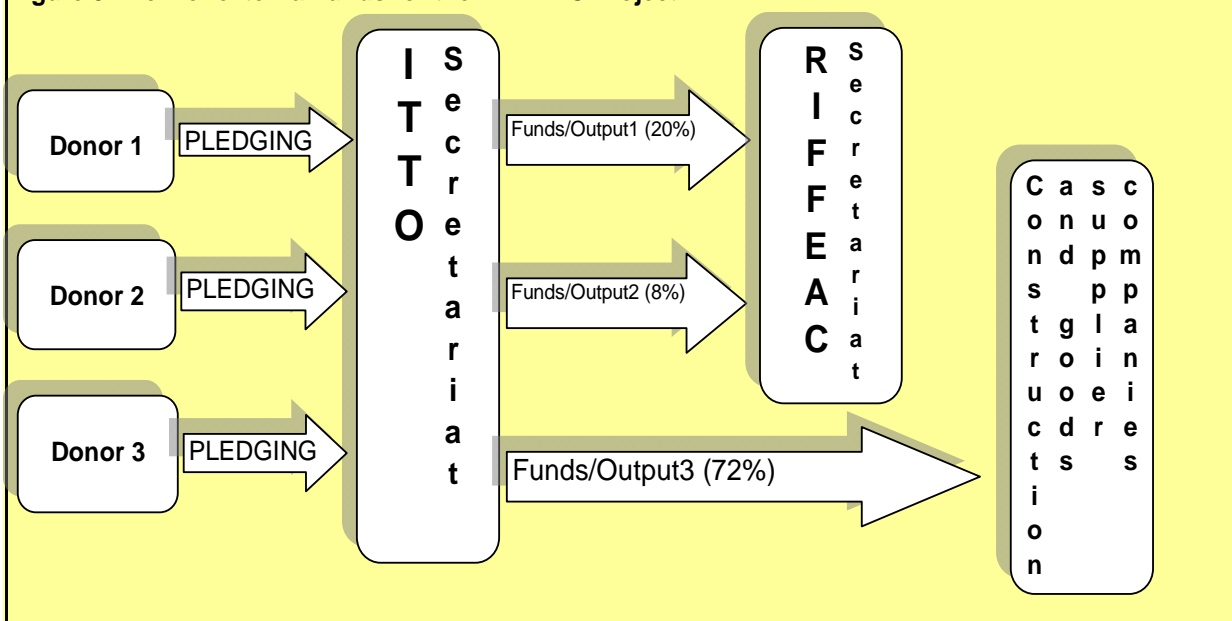 Donor 1
PLEDGING
Donor 2
PLEDGING
Donor 3
PLEDGING
ITTO
Secretariat
Funds/Output1 (20%)
Funds/Output2 (8%)
Funds/Output3 (72%)
RIFFEAC
Secretariat
Construction
and goods
supplier
companies